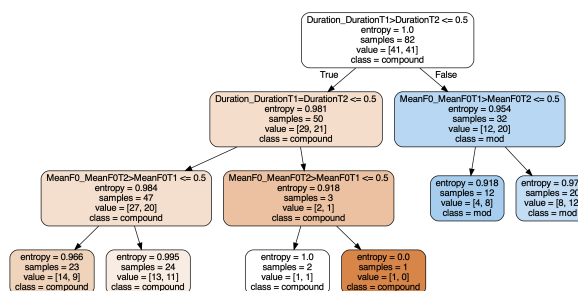 Duration_DurationT1>DurationT2 <= 0.5
entropy = 1.0
samples = 82
value = [41, 41]
class = compound
True
False
Duration_DurationT1=DurationT2 <= 0.5
entropy = 0.981
samples = 50
value = [29, 21]
class = compound
MeanF0_MeanF0T1>MeanF0T2 <= 0.5
entropy = 0.954
samples = 32
value = [12, 20]
class = mod
MeanF0_MeanF0T2>MeanF0T1 <= 0.5
entropy = 0.984
samples = 47
value = [27, 20]
class = compound
MeanF0_MeanF0T2>MeanF0T1 <= 0.5
entropy = 0.918
samples = 3
value = [2, 1]
class = compound
entropy = 0.918
samples = 12
value = [4, 8]
class = mod
entropy = 0.97
samples = 20
value = [8, 12
class = mod
entropy = 0.966
samples = 23
value = [14, 9]
class = compound
entropy = 0.995
samples = 24
value = [13, 11]
class = compound
entropy = 1.0
samples = 2
value = [1, 1]
class = compound
entropy = 0.0
samples = 1
value = [1, 0]
class = compound